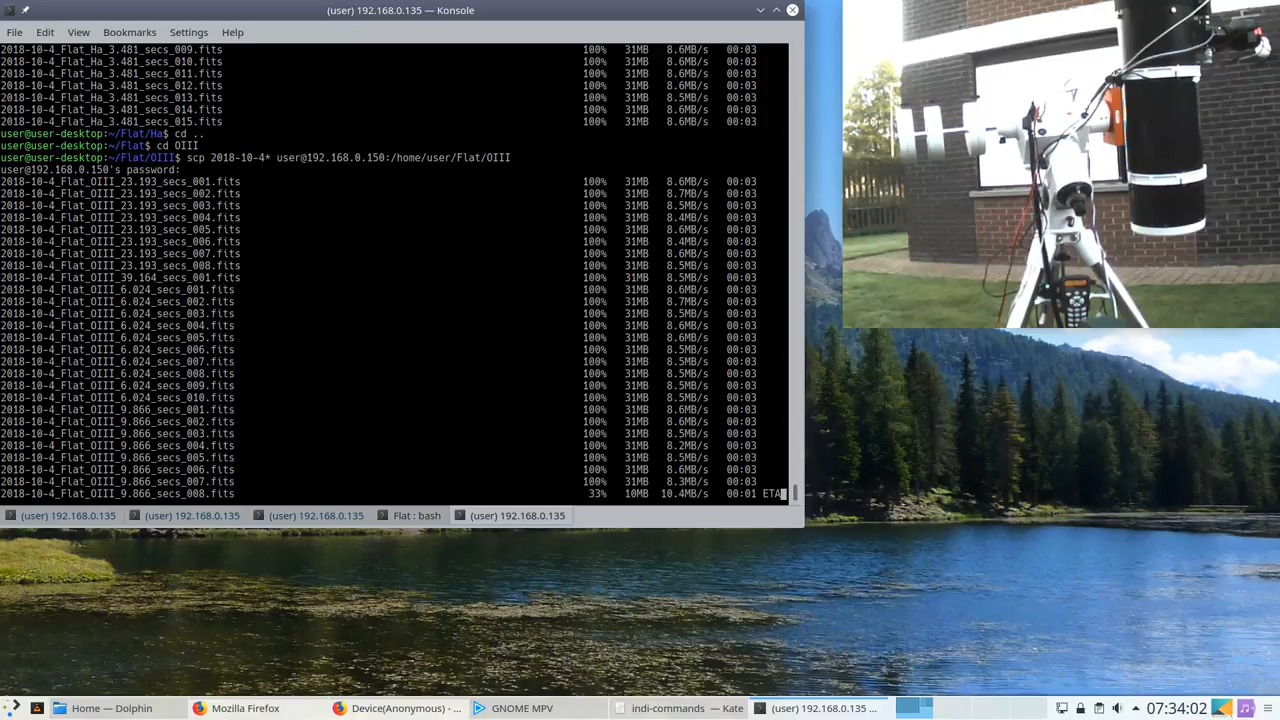 (user) 192.168.0.135 — Konsole
File Edit View Bookmarks Settings Help
2018-10-4_Flat_Ha_3.481_secs_009.fits 100% 31MB 8.6MB/s 00:03
2018-10-4_Flat_Ha_3.481_secs_010.fits 100% 31MB 8.6MB/s 00:03
2018-10-4_Flat_Ha_3.481_secs_011.fits 100% 31MB 8.6MB/s 00:03
2018-10-4_Flat_Ha_3.481_secs_012.fits 100% 31MB 8.6MB/s 00:03
2018-10-4_Flat_Ha_3.481_secs_013.fits 100% 31MB 8.6MB/s 00:03
2018-10-4_Flat_Ha_3.481_secs_014.fits 100% 31MB 8.6MB/s 00:03
2018-10-4_Flat_Ha_3.481_secs_015.fits 100% 31MB 8.6MB/s 00:03
user@user-desktop:~/Flat/Ha$ cd ..
user@user-desktop:~/Flat$ cd OIII
user@user-desktop:~/Flat/OIII$ scp 2018-10-4* user@192.168.0.150:/home/user/Flat/OIII
user@192.168.0.150's password:
2018-10-4_Flat_OIII_23.193_secs_001.fits 100% 31MB 8.6MB/s 00:03
2018-10-4_Flat_OIII_23.193_secs_002.fits 100% 31MB 8.7MB/s 00:03
2018-10-4_Flat_OIII_23.193_secs_003.fits 100% 31MB 8.5MB/s 00:03
2018-10-4_Flat_OIII_23.193_secs_004.fits 100% 31MB 8.4MB/s 00:03
2018-10-4_Flat_OIII_23.193_secs_005.fits 100% 31MB 8.6MB/s 00:03
2018-10-4_Flat_OIII_23.193_secs_006.fits 100% 31MB 8.4MB/s 00:03
2018-10-4_Flat_OIII_23.193_secs_007.fits 100% 31MB 8.6MB/s 00:03
2018-10-4_Flat_OIII_23.193_secs_008.fits 100% 31MB 8.5MB/s 00:03
2018-10-4_Flat_OIII_39.164_secs_001.fits 100% 31MB 8.5MB/s 00:03
2018-10-4_Flat_OIII_6.024_secs_001.fits 100% 31MB 8.6MB/s 00:03
2018-10-4_Flat_OIII_6.024_secs_002.fits 100% 31MB 8.7MB/s 00:03
2018-10-4_Flat_OIII_6.024_secs_003.fits 100% 31MB 8.5MB/s 00:03
2018-10-4_Flat_OIII_6.024_secs_004.fits 100% 31MB 8.6MB/s 00:03
2018-10-4_Flat_OIII_6.024_secs_005.fits 100% 31MB 8.5MB/s 00:03
2018-10-4_Flat_OIII_6.024_secs_006.fits 100% 31MB 8.6MB/s 00:03
2018-10-4_Flat_OIII_6.024_secs_007.fits 100% 31MB 8.5MB/s 00:03
2018-10-4_Flat_OIII_6.024_secs_008.fits 100% 31MB 8.5MB/s 00:03
2018-10-4_Flat_OIII_6.024_secs_009.fits 100% 31MB 8.5MB/s 00:03
2018-10-4_Flat_OIII_6.024_secs_010.fits 100% 31MB 8.5MB/s 00:03
2018-10-4_Flat_OIII_9.866_secs_001.fits 100% 31MB 8.6MB/s 00:03
2018-10-4_Flat_OIII_9.866_secs_002.fits 100% 31MB 8.6MB/s 00:03
2018-10-4_Flat_OIII_9.866_secs_003.fits 100% 31MB 8.5MB/s 00:03
2018-10-4_Flat_OIII_9.866_secs_004.fits 100% 31MB 8.2MB/s 00:03
2018-10-4_Flat_OIII_9.866_secs_005.fits 100% 31MB 8.5MB/s 00:03
2018-10-4_Flat_OIII_9.866_secs_006.fits 100% 31MB 8.6MB/s 00:03
2018-10-4_Flat_OIII_9.866_secs_007.fits 100% 31MB 8.3MB/s 00:03
2018-10-4_Flat_OIII_9.866_secs_008.fits 33% 10MB 10.4MB/s 00:01 ETA
(user) 192.168.0.135 (user) 192.168.0.135 (user) 192.168.0.135 Flat : bash (user) 192.168.0.135
Home — Dolphin Mozilla Firefox Device(Anonymous) - ... GNOME MPV indi-commands — Kate (user) 192.168.0.135 ... 07:34:02